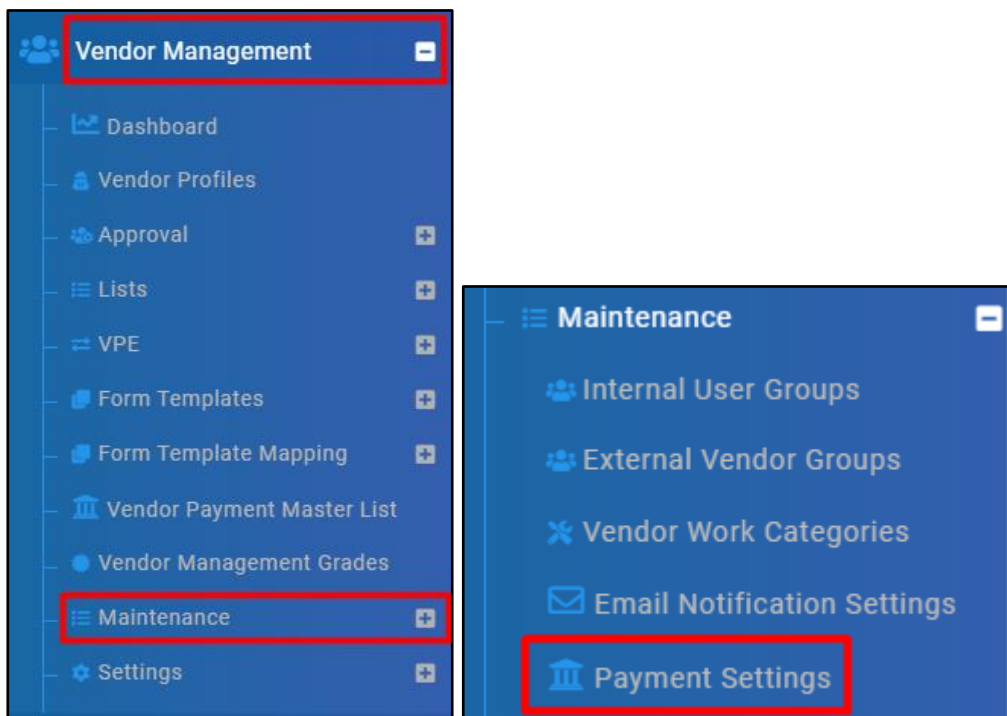 Vendor Management
Dashboard
Vendor Profiles
Approval
Lists
VPE
Form Templates
Form Template Mapping
Vendor Payment Master List
Vendor Management Grades
Maintenance
Settings
Maintenance
Internal User Groups
External Vendor Groups
Vendor Work Categories
Email Notification Settings
Payment Settings